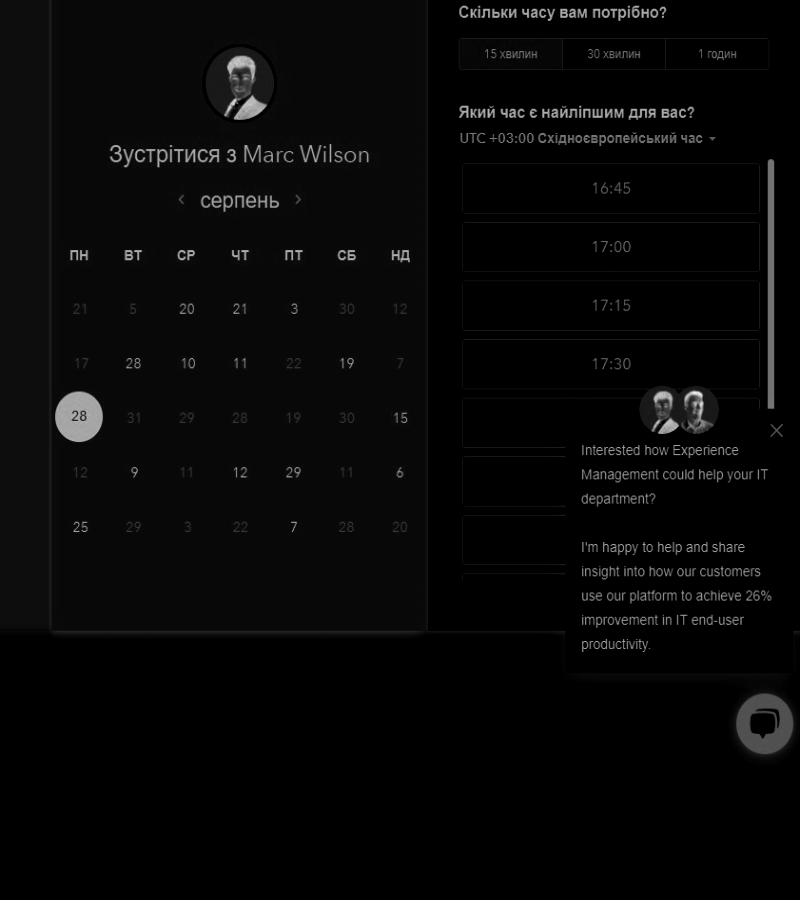 Зустрітися з Marc Wilson
‹ серпень ›
ПН ВТ СР ЧТ ПТ СБ НД
21 5 20 21 3 30 12
17 28 10 11 22 19 7
28 31 29 28 19 30 15
12 9 11 12 29 11 6
25 29 3 22 7 28 20
Скільки часу вам потрібно?
15 хвилин 30 хвилин 1 годин
Який час є найліпшим для вас?
UTC +03:00 Східноєвропейський час
16:45
17:00
17:15
17:30
Interested how Experience
Management could help your IT
department?
I'm happy to help and share
insight into how our customers
use our platform to achieve 26%
improvement in IT end-user
productivity.